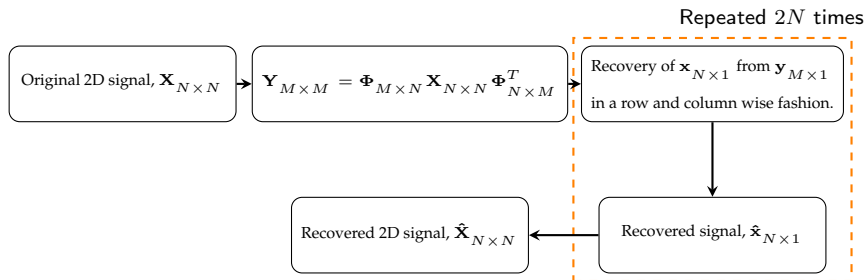 Repeated 2N times
Original 2D signal, X_{N×N}
Y_{M×M} = Φ_{M×N} X_{N×N} Φ^T_{N×M}
Recovery of x_{N×1} from y_{M×1}
in a row and column wise fashion.
Recovered 2D signal, X̂_{N×N}
Recovered signal, x̂_{N×1}